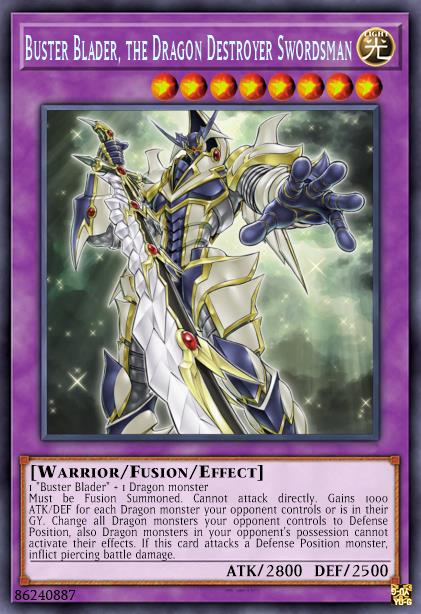 Buster Blader, the Dragon Destroyer Swordsman
LIGHT
光
[Warrior/Fusion/Effect]
1 "Buster Blader" + 1 Dragon monster
Must be Fusion Summoned. Cannot attack directly. Gains 1000
ATK/DEF for each Dragon monster your opponent controls or is in their
GY. Change all Dragon monsters your opponent controls to Defense
Position, also Dragon monsters in your opponent's possession cannot
activate their effects. If this card attacks a Defense Position monster,
inflict piercing battle damage.
ATK/2800 DEF/2500
86240887